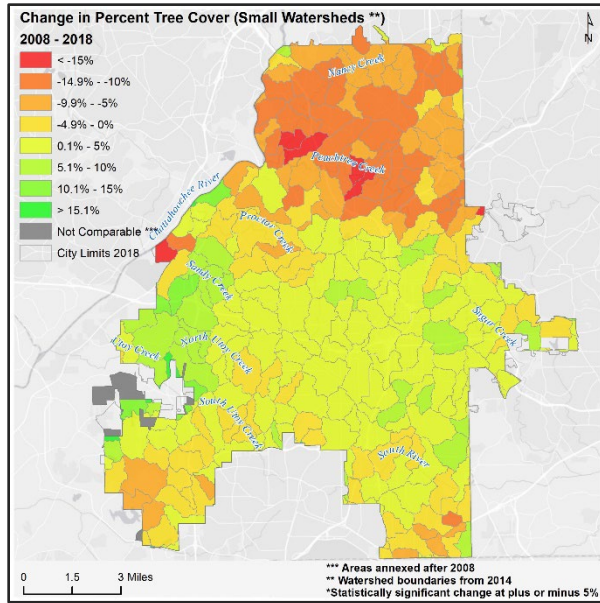 Change in Percent Tree Cover (Small Watersheds **)
2008 - 2018
< -15%
-14.9% - -10%
-9.9% - -5%
-4.9% - 0%
0.1% - 5%
5.1% - 10%
10.1% - 15%
> 15.1%
Not Comparable ***
City Limits 2018
N
Nancy Creek
Peachtree Creek
Chattahoochee River
Proctor Creek
Sandy Creek
Sugar Creek
Utoy Creek
North Utoy Creek
South Utoy Creek
South River
0 1.5 3 Miles
*** Areas annexed after 2008
** Watershed boundaries from 2014
*Statistically significant change at plus or minus 5%